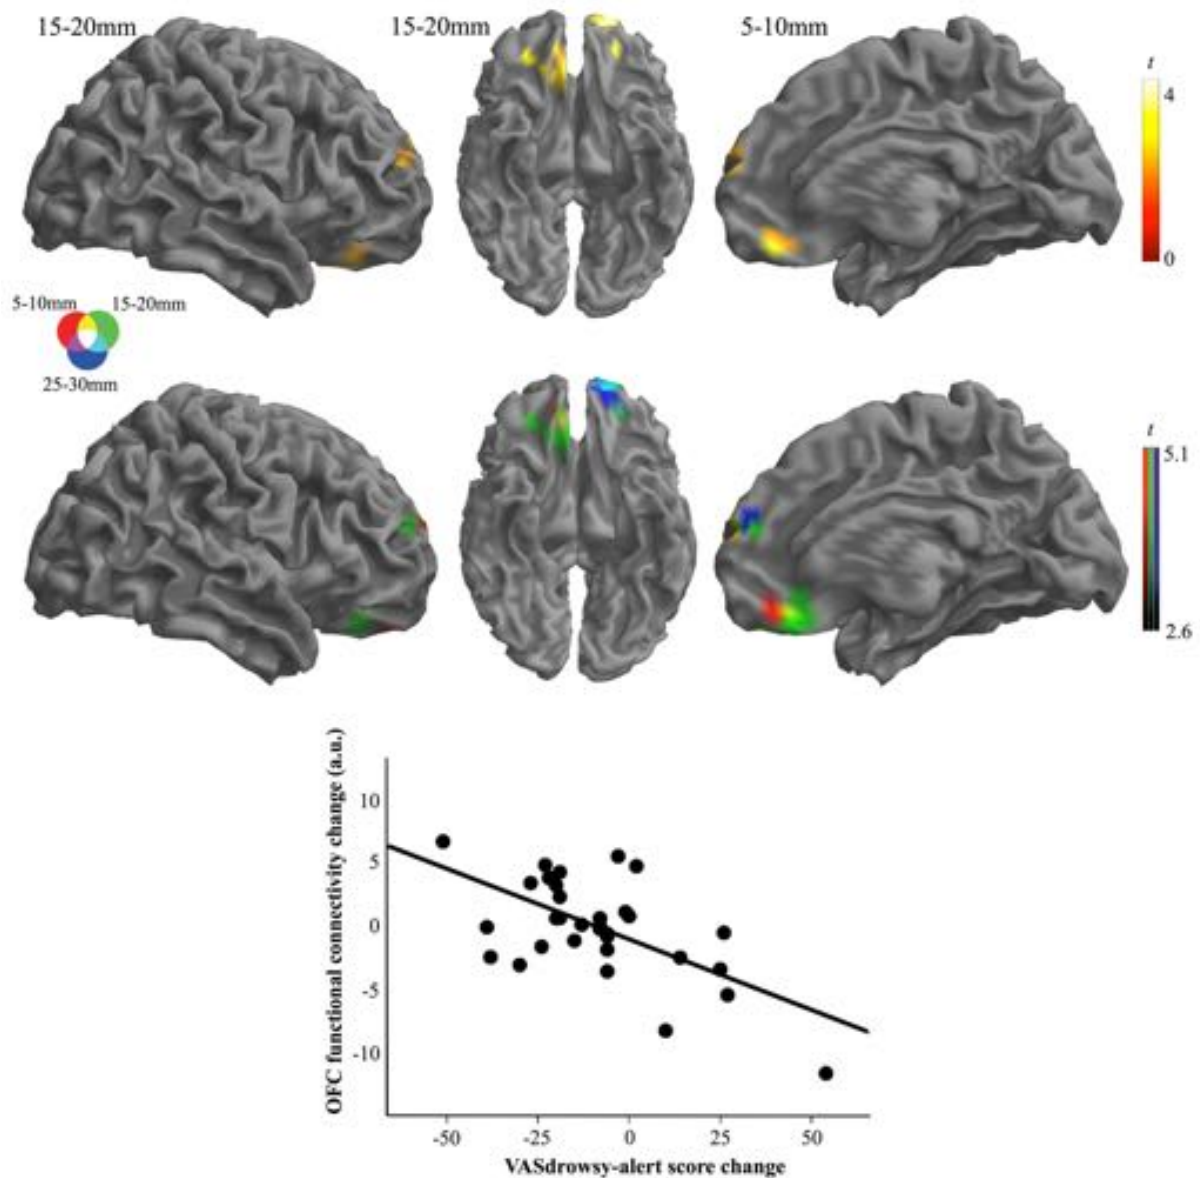 15-20mm
15-20mm
5-10mm
t
4
0
5-10mm
15-20mm
25-30mm
t
5.1
2.6
OFC functional connectivity change (a.u.)
10
5
0
-5
-10
-50
-25
0
25
50
VASdrowsy-alert score change